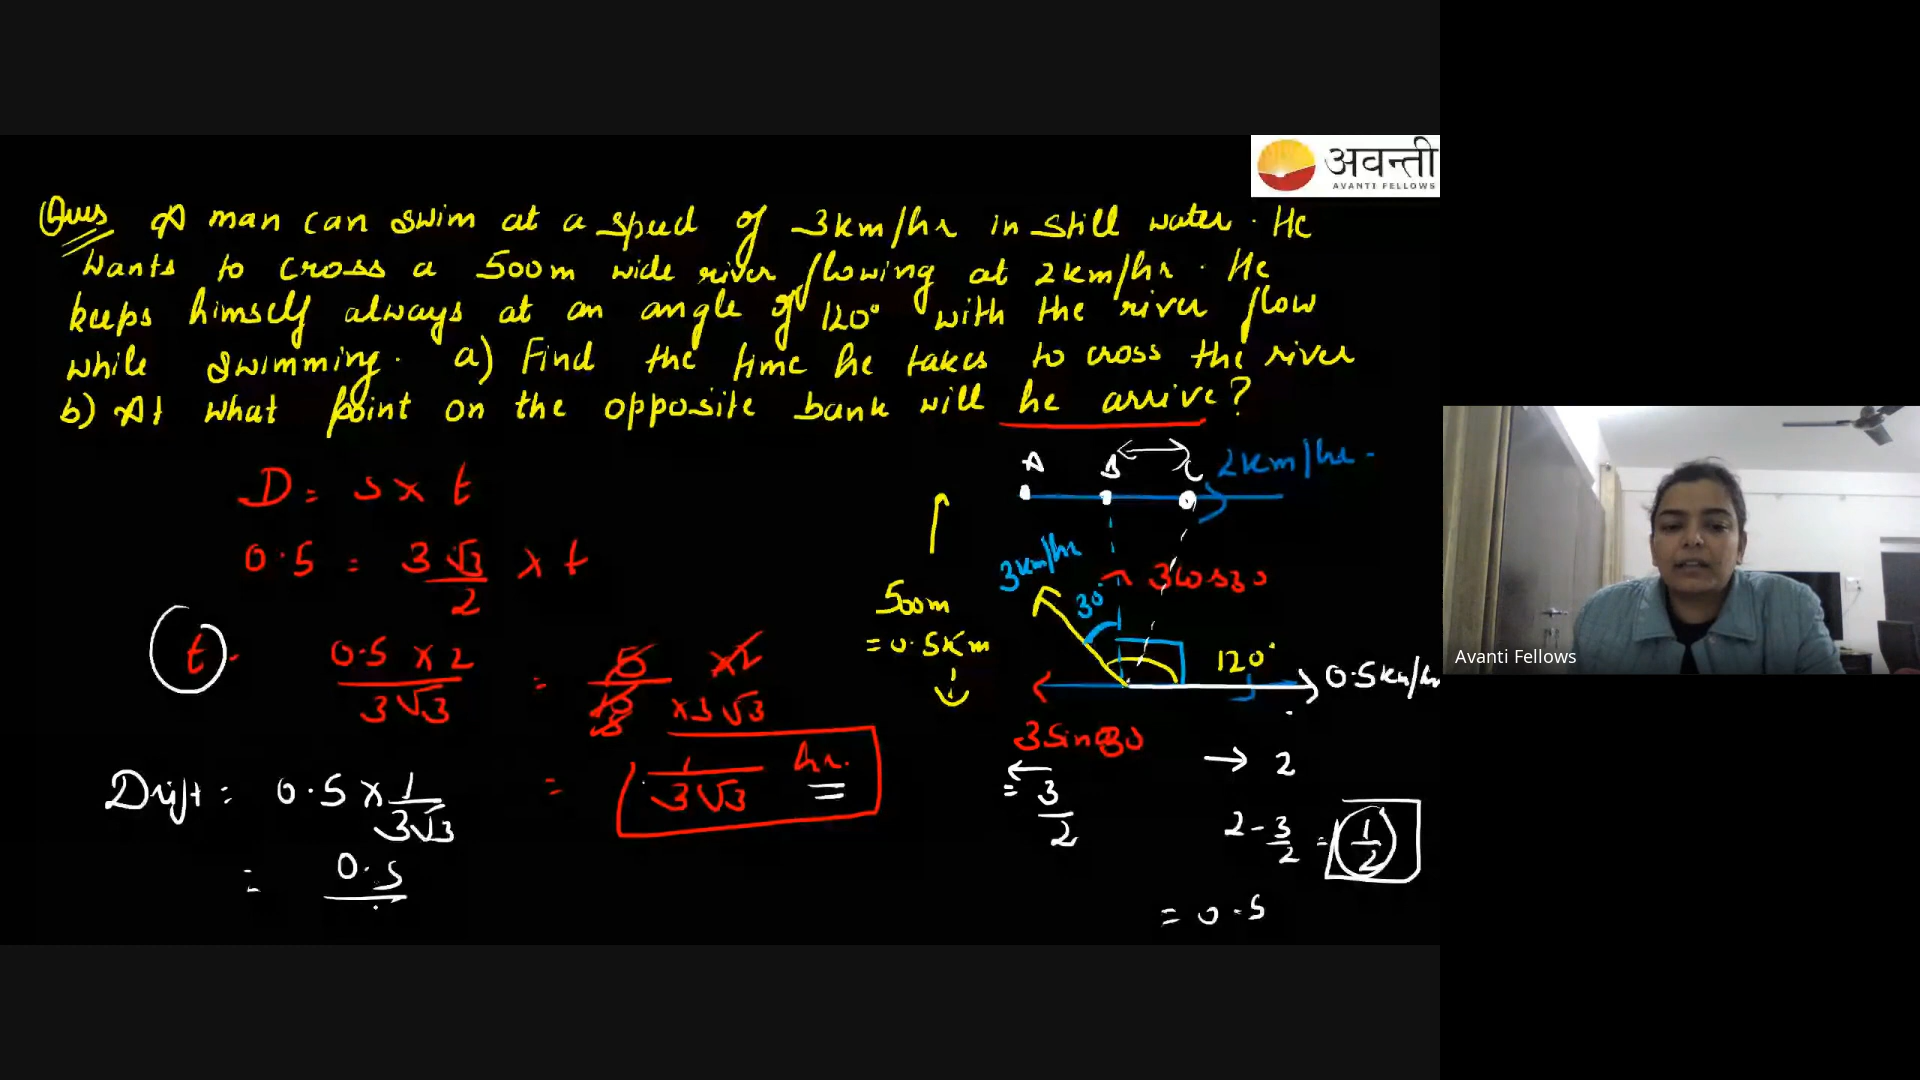 अवन्ती
AVANTI FELLOWS
Ques A man can swim at a speed of 3km/hr in still water. He
wants to cross a 500m wide river flowing at 2km/hr. He
keeps himself always at an angle of 120° with the river flow
while swimming. a) Find the time he takes to cross the river
b) At what point on the opposite bank will he arrive?
D = s x t
0.5 = 3√3/2 x t
t = 0.5 x 2 / 3√3 = 5/10 x2/x3√3
= 1/3√3 hr.
Drift = 0.5 x 1/3√3
= 0.5
A B C 2km/hr.
3km/hr
30°
3cos30
500m
= 0.5Km
120°
0.5km/hr
3sin30
= 3/2
→ 2
2 - 3/2 = 1/2
= 0.5
Avanti Fellows